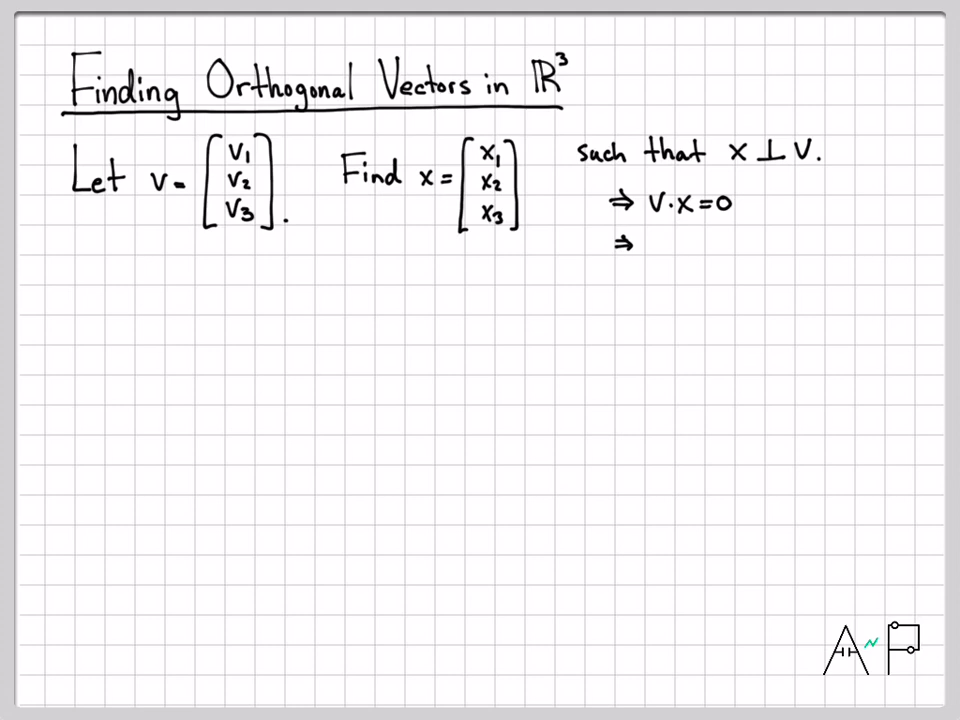 Finding Orthogonal Vectors in ℝ³
Let v = [v₁ v₂ v₃]. Find x = [x₁ x₂ x₃] such that x ⊥ v.
⇒ v·x = 0
⇒
A P